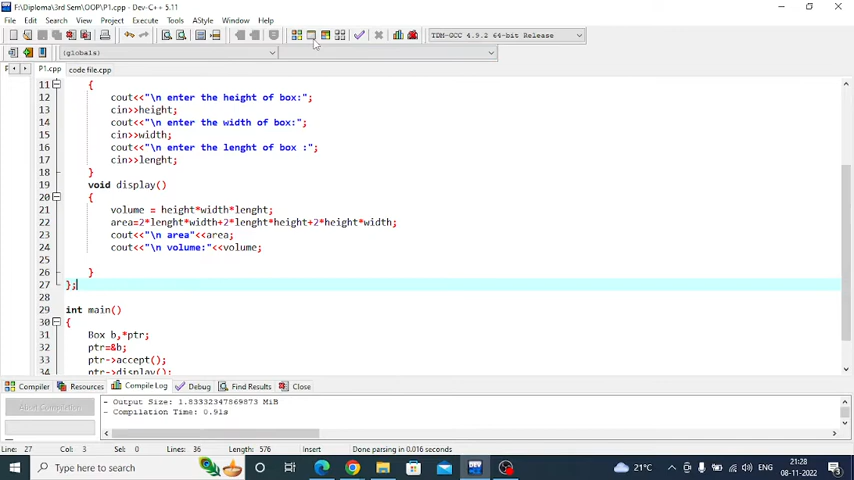 F:\Diploma\3rd Sem\OOP\P1.cpp - Dev-C++ 5.11
File Edit Search View Project Execute Tools AStyle Window Help
TDM-GCC 4.9.2 64-bit Release
(globals)
P1.cpp code file.cpp
11 {
12 cout<<"\n enter the height of box:";
13 cin>>height;
14 cout<<"\n enter the width of box:";
15 cin>>width;
16 cout<<"\n enter the lenght of box :";
17 cin>>lenght;
18 }
19 void display()
20 {
21 volume = height*width*lenght;
22 area=2*lenght*width+2*lenght*height+2*height*width;
23 cout<<"\n area"<<area;
24 cout<<"\n volume:"<<volume;
25
26 }
27 };
28
29 int main()
30 {
31 Box b,*ptr;
32 ptr=&b;
33 ptr->accept();
34 ptr->display();
Compiler Resources Compile Log Debug Find Results Close
Abort Compilation
- Output Size: 1.83332347869873 MiB
- Compilation Time: 0.91s
Line: 27 Col: 3 Sel: 0 Lines: 36 Length: 576 Insert Done parsing in 0.016 seconds
Type here to search
DEV
21°C
ENG
21:28
08-11-2022
3